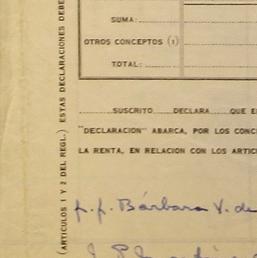 SUMA:
OTROS CONCEPTOS (1)
TOTAL:
SUSCRITO DECLARA QUE E
"DECLARACION" ABARCA, POR LOS CONC
LA RENTA, EN RELACION CON LOS ARTIC
p.p. Bárbara V. de
(ARTICULOS 1 Y 2 DEL REGL.) ESTAS DECLARACIONES DEBE